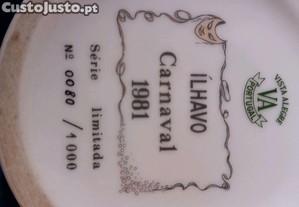 CustoJusto.pt
VISTA ALEGRE
VA
PORTUGAL
ÍLHAVO
Carnaval
1981
Série limitada
Nº 0080 /1000